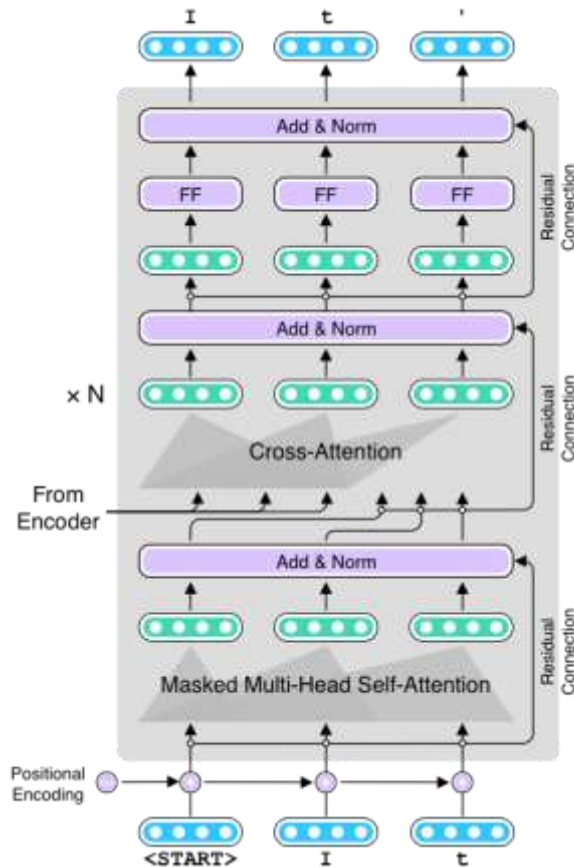 I t '
Add & Norm
FF FF FF
Residual
Connection
Add & Norm
× N
Cross-Attention
Residual
Connection
From
Encoder
Add & Norm
Masked Multi-Head Self-Attention
Residual
Connection
Positional
Encoding
<START> I t